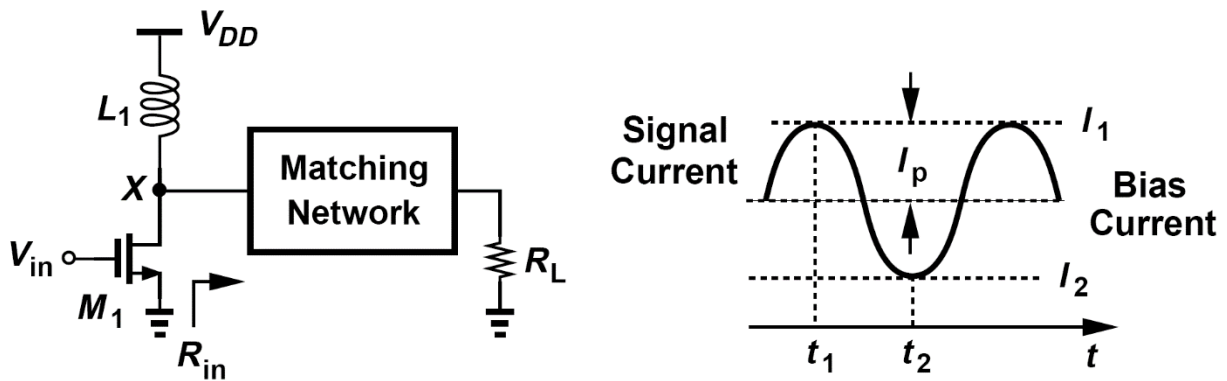 V_DD
L_1
X
Matching
Network
V_in
M_1
R_in
R_L
Signal
Current
I_p
I_1
Bias
Current
I_2
t_1
t_2
t